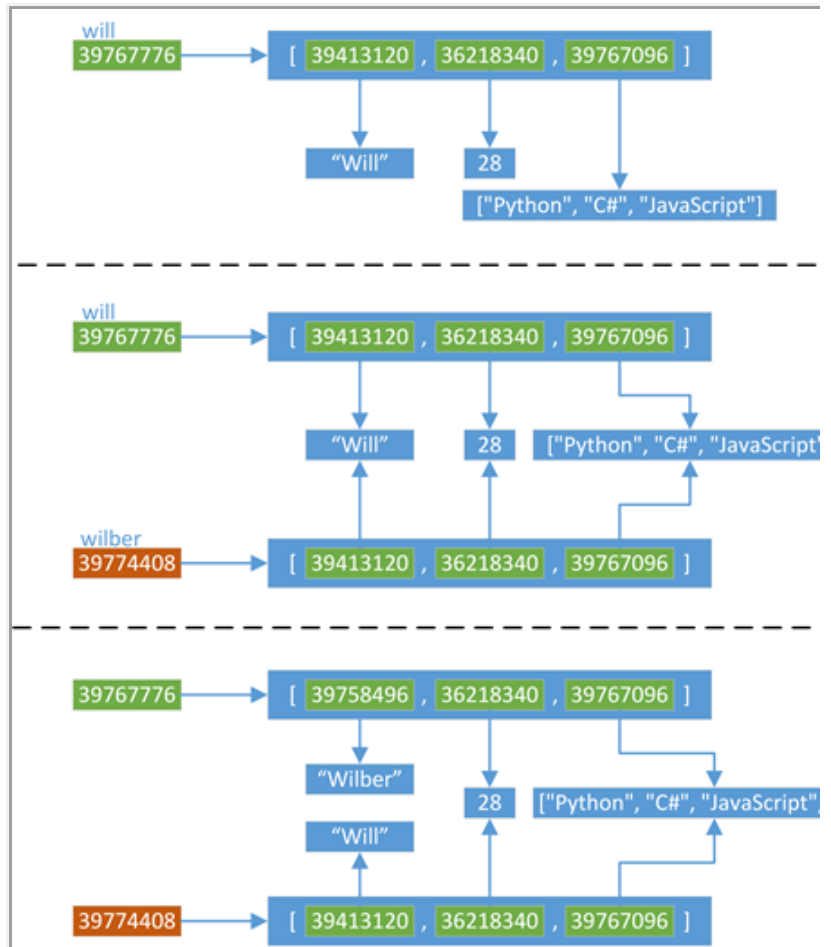 will
39767776
[ 39413120 , 36218340 , 39767096 ]
“Will”
28
["Python", "C#", "JavaScript"]
will
39767776
[ 39413120 , 36218340 , 39767096 ]
“Will”
28
["Python", "C#", "JavaScript"
wilber
39774408
[ 39413120 , 36218340 , 39767096 ]
39767776
[ 39758496 , 36218340 , 39767096 ]
“Wilber”
28
["Python", "C#", "JavaScript",
“Will”
39774408
[ 39413120 , 36218340 , 39767096 ]